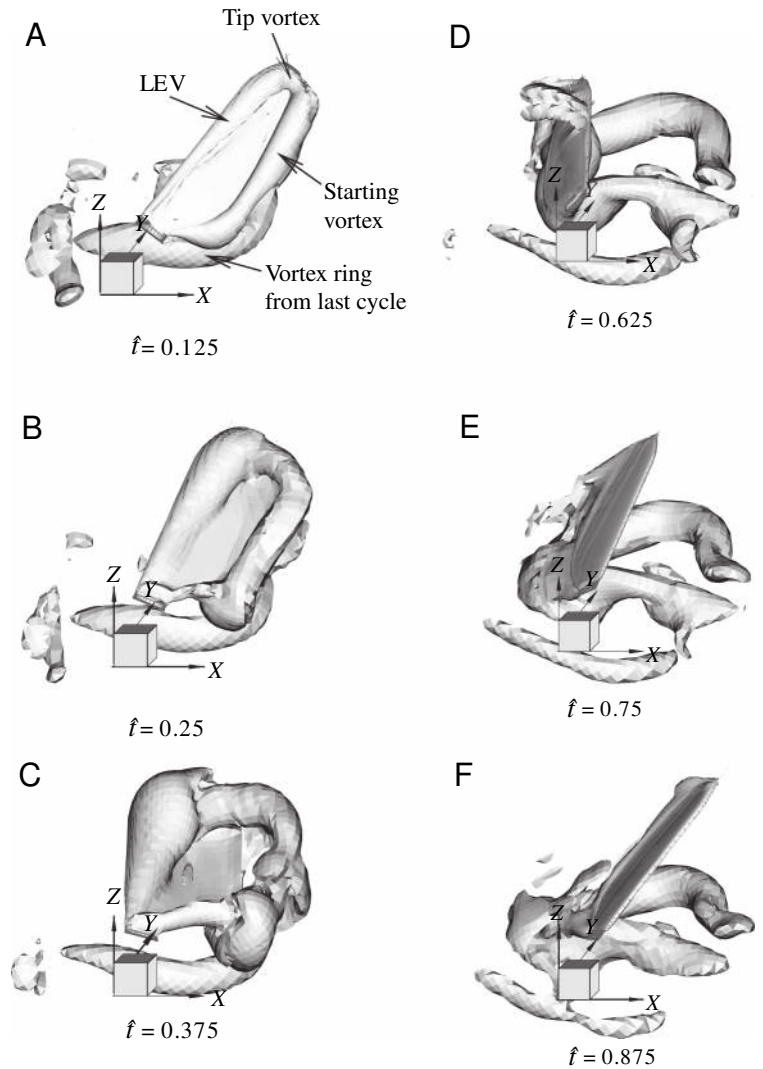 A
Tip vortex
LEV
Starting
vortex
Z
Y
Vortex ring
from last cycle
X
t̂ = 0.125
B
Z
Y
X
t̂ = 0.25
C
Z
Y
X
t̂ = 0.375
D
Z
Y
X
t̂ = 0.625
E
Z
Y
X
t̂ = 0.75
F
Y
Z
X
t̂ = 0.875